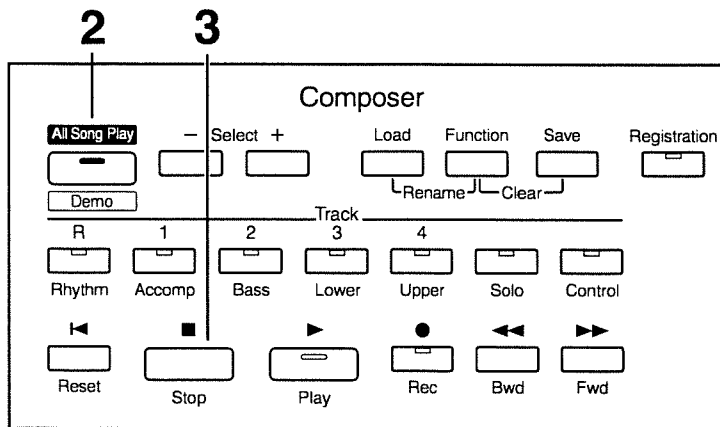 2 3
Composer
All Song Play
− Select +
Load Function Save Registration
Demo
Rename Clear
Track
R 1 2 3 4
Rhythm Accomp Bass Lower Upper Solo Control
Reset Stop Play Rec Bwd Fwd